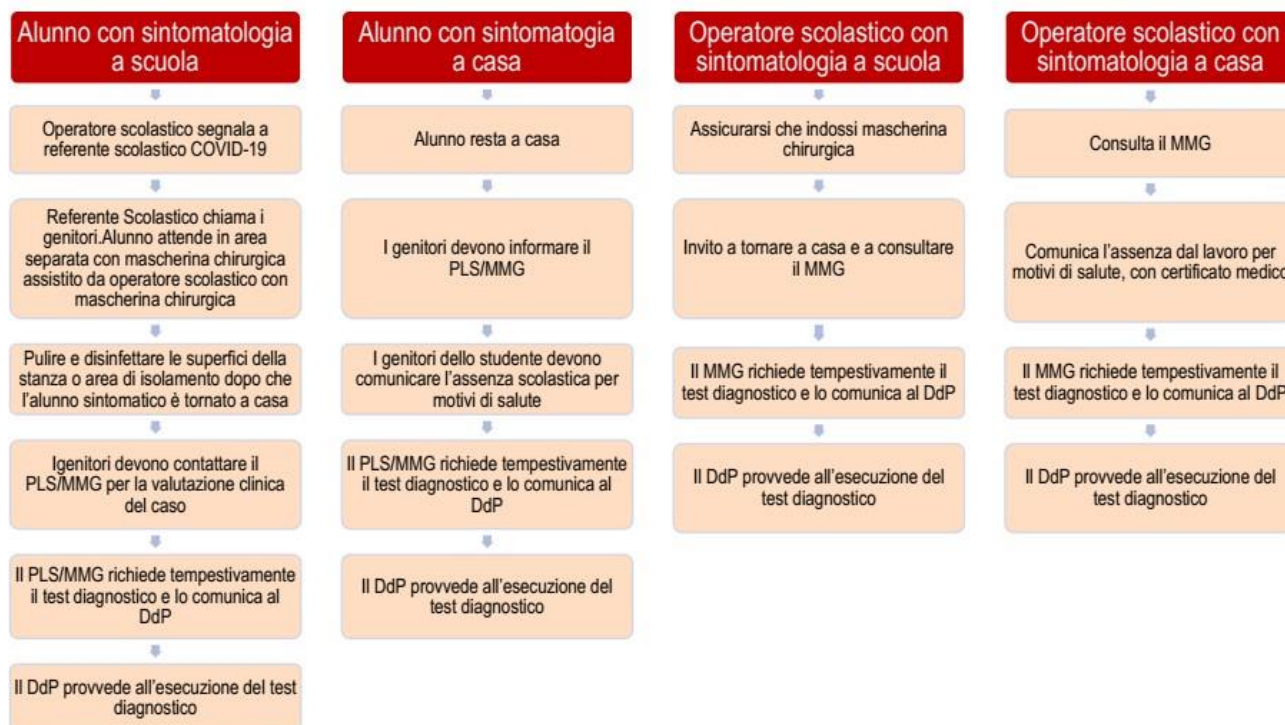 Alunno con sintomatologia
a scuola
Operatore scolastico segnala a
referente scolastico COVID-19
Referente Scolastico chiama i
genitori.Alunno attende in area
separata con mascherina chirurgica
assistito da operatore scolastico con
mascherina chirurgica
Pulire e disinfettare le superfici della
stanza o area di isolamento dopo che
l'alunno sintomatico è tornato a casa
Igenitori devono contattare il
PLS/MMG per la valutazione clinica
del caso
Il PLS/MMG richiede tempestivamente
il test diagnostico e lo comunica al
DdP
Il DdP provvede all'esecuzione del test
diagnostico
Alunno con sintomatogia
a casa
Alunno resta a casa
I genitori devono informare il
PLS/MMG
I genitori dello studente devono
comunicare l'assenza scolastica per
motivi di salute
Il PLS/MMG richiede tempestivamente
il test diagnostico e lo comunica al
DdP
Il DdP provvede all'esecuzione del
test diagnostico
Operatore scolastico con
sintomatologia a scuola
Assicurarsi che indossi mascherina
chirurgica
Invito a tornare a casa e a consultare
il MMG
Il MMG richiede tempestivamente il
test diagnostico e lo comunica al DdP
Il DdP provvede all'esecuzione del
test diagnostico
Operatore scolastico con
sintomatologia a casa
Consulta il MMG
Comunica l'assenza dal lavoro per
motivi di salute, con certificato medico
Il MMG richiede tempestivamente il
test diagnostico e lo comunica al DdP
Il DdP provvede all'esecuzione del
test diagnostico